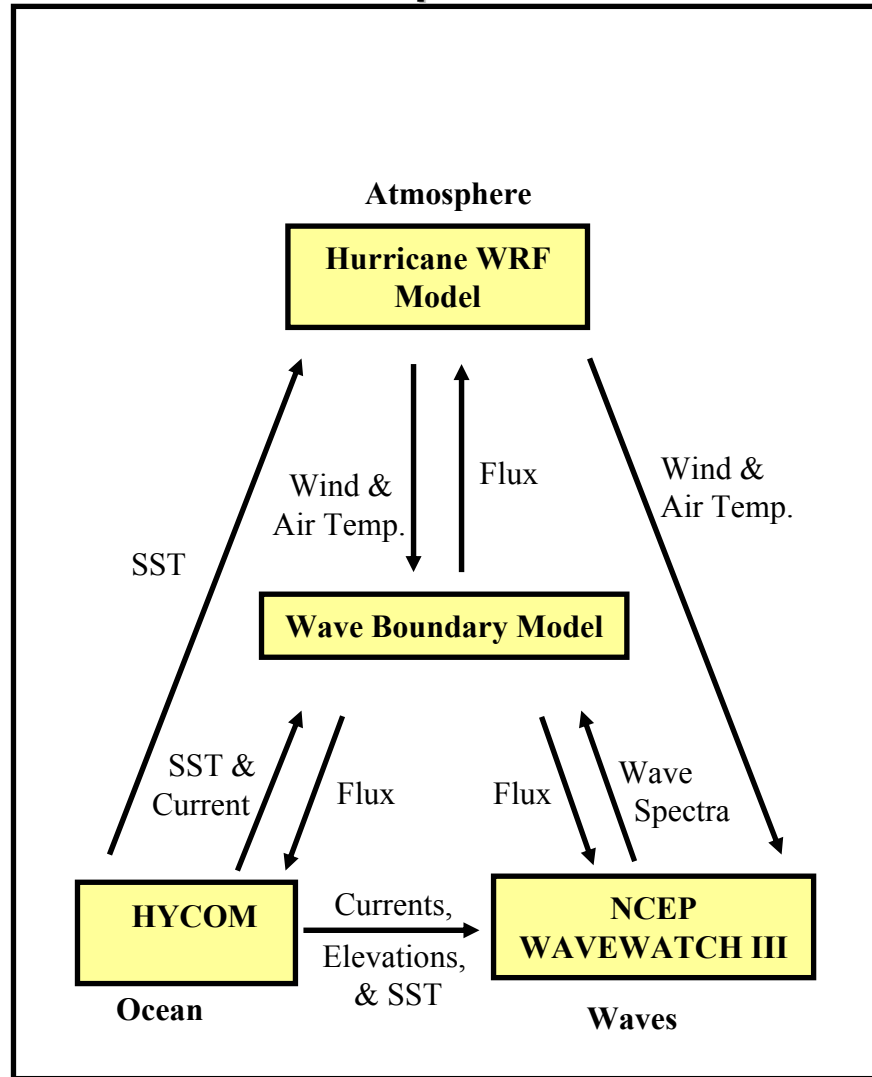 Atmosphere
Hurricane WRF
Model
Wind &
Air Temp.
Flux
Wind &
Air Temp.
SST
Wave Boundary Model
SST &
Current
Flux
Flux
Wave
Spectra
HYCOM
Currents,
Elevations,
& SST
NCEP
WAVEWATCH III
Ocean
Waves